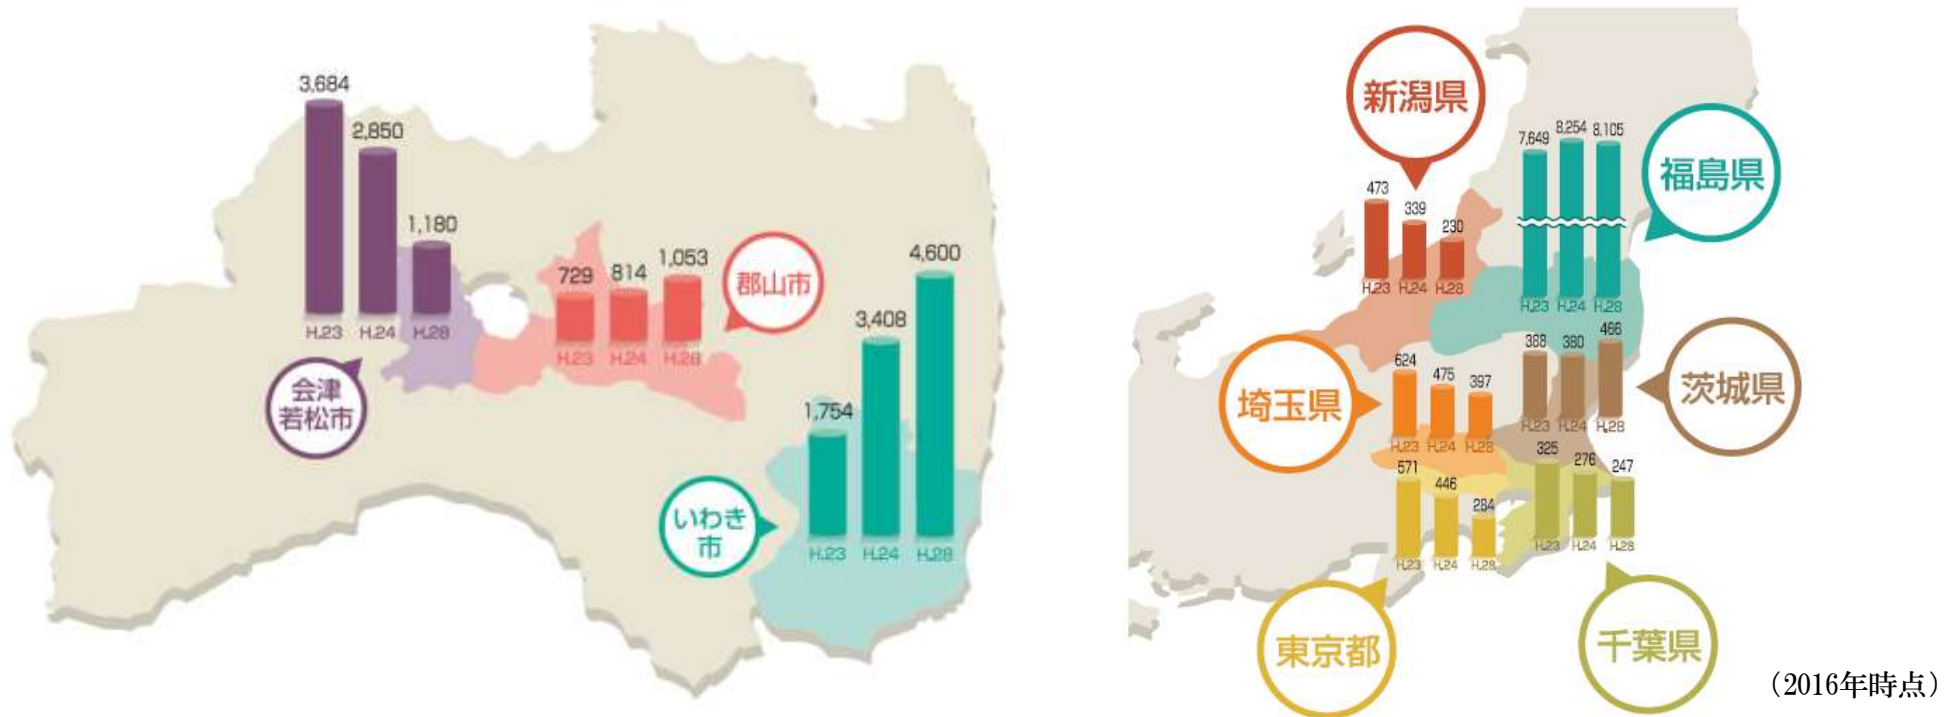 3,684
2,850
1,180
H.23 H.24 H.28
会津
若松市
729 814 1,053
H.23 H.24 H.28
郡山市
1,754
3,408
4,600
H.23 H.24 H.28
いわき
市
新潟県
473
339
230
H.23 H.24 H.28
7,649 8,254 8,105
H.23 H.24 H.28
福島県
埼玉県
624
475
397
H.23 H.24 H.28
388 380 466
H.23 H.24 H.28
茨城県
571
446
284
H.23 H.24 H.28
東京都
325
276
247
H.23 H.24 H.28
千葉県
（2016年時点）